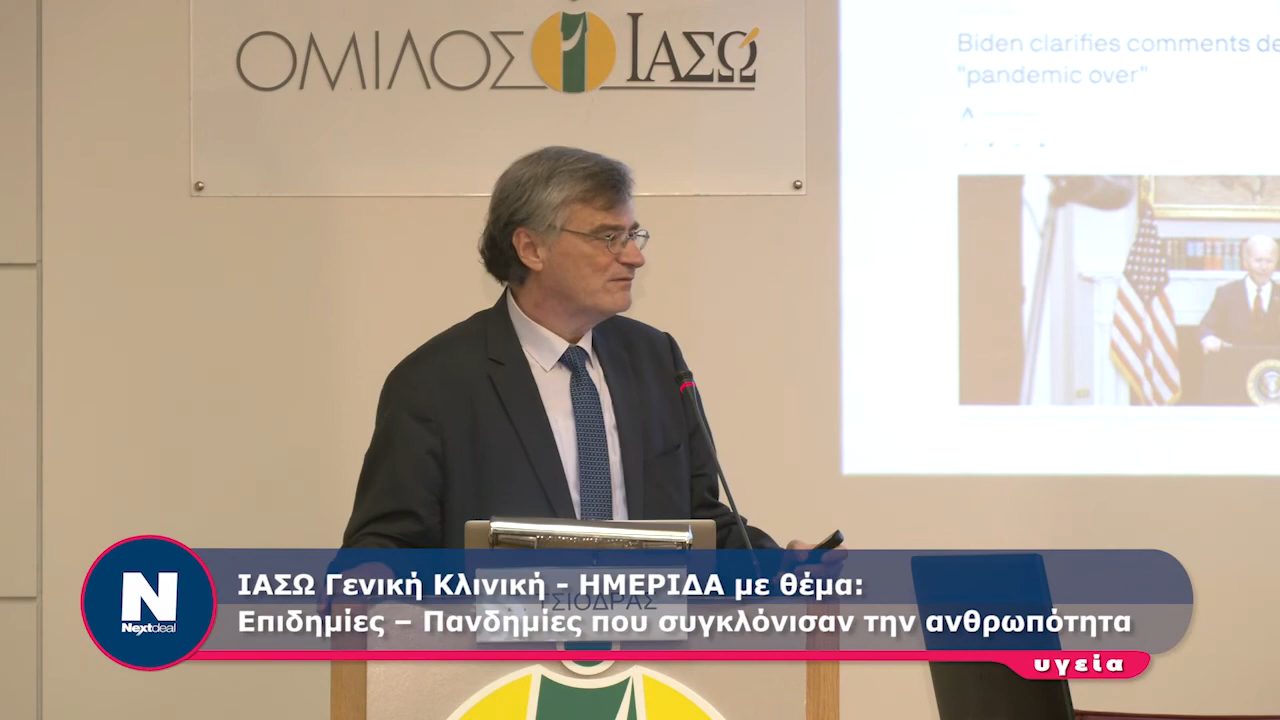 ΟΜΙΛΟΣ ΙΑΣΩ
Biden clarifies comments de
"pandemic over"
N
Nextdeal
ΙΑΣΩ Γενική Κλινική - ΗΜΕΡΙΔΑ με θέμα:
ΤΣΙΟΔΡΑΣ
Επιδημίες – Πανδημίες που συγκλόνισαν την ανθρωπότητα
υγεία